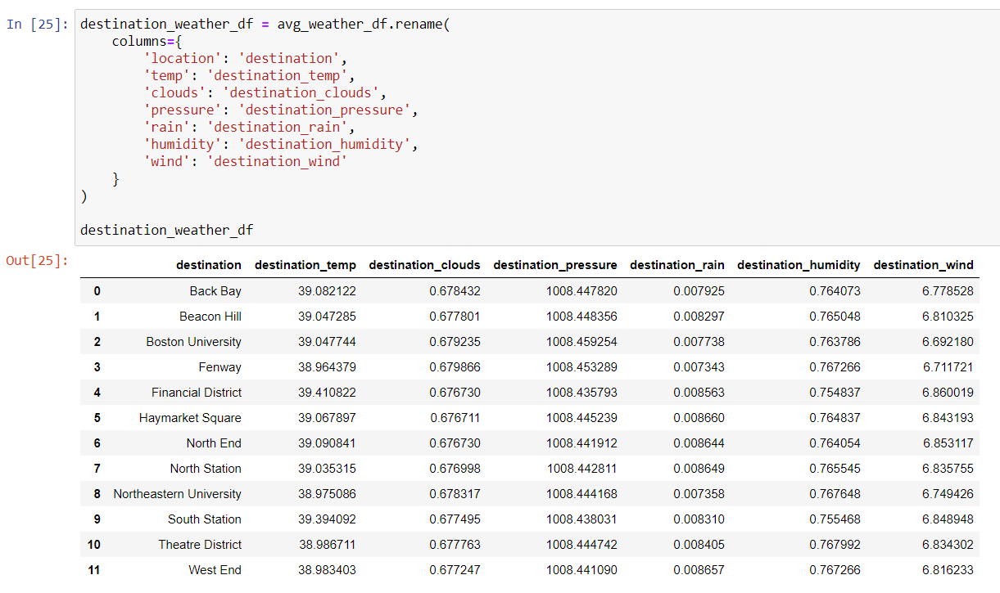 In [25]: destination_weather_df = avg_weather_df.rename(
columns={
'location': 'destination',
'temp': 'destination_temp',
'clouds': 'destination_clouds',
'pressure': 'destination_pressure',
'rain': 'destination_rain',
'humidity': 'destination_humidity',
'wind': 'destination_wind'
}
)
destination_weather_df
Out[25]:
destination destination_temp destination_clouds destination_pressure destination_rain destination_humidity destination_wind
0 Back Bay 39.082122 0.678432 1008.447820 0.007925 0.764073 6.778528
1 Beacon Hill 39.047285 0.677801 1008.448356 0.008297 0.765048 6.810325
2 Boston University 39.047744 0.679235 1008.459254 0.007738 0.763786 6.692180
3 Fenway 38.964379 0.679866 1008.453289 0.007343 0.767266 6.711721
4 Financial District 39.410822 0.676730 1008.435793 0.008563 0.754837 6.860019
5 Haymarket Square 39.067897 0.676711 1008.445239 0.008660 0.764837 6.843193
6 North End 39.090841 0.676730 1008.441912 0.008644 0.764054 6.853117
7 North Station 39.035315 0.676998 1008.442811 0.008649 0.765545 6.835755
8 Northeastern University 38.975086 0.678317 1008.444168 0.007358 0.767648 6.749426
9 South Station 39.394092 0.677495 1008.438031 0.008310 0.755468 6.848948
10 Theatre District 38.986711 0.677763 1008.444742 0.008405 0.767992 6.834302
11 West End 38.983403 0.677247 1008.441090 0.008657 0.767266 6.816233